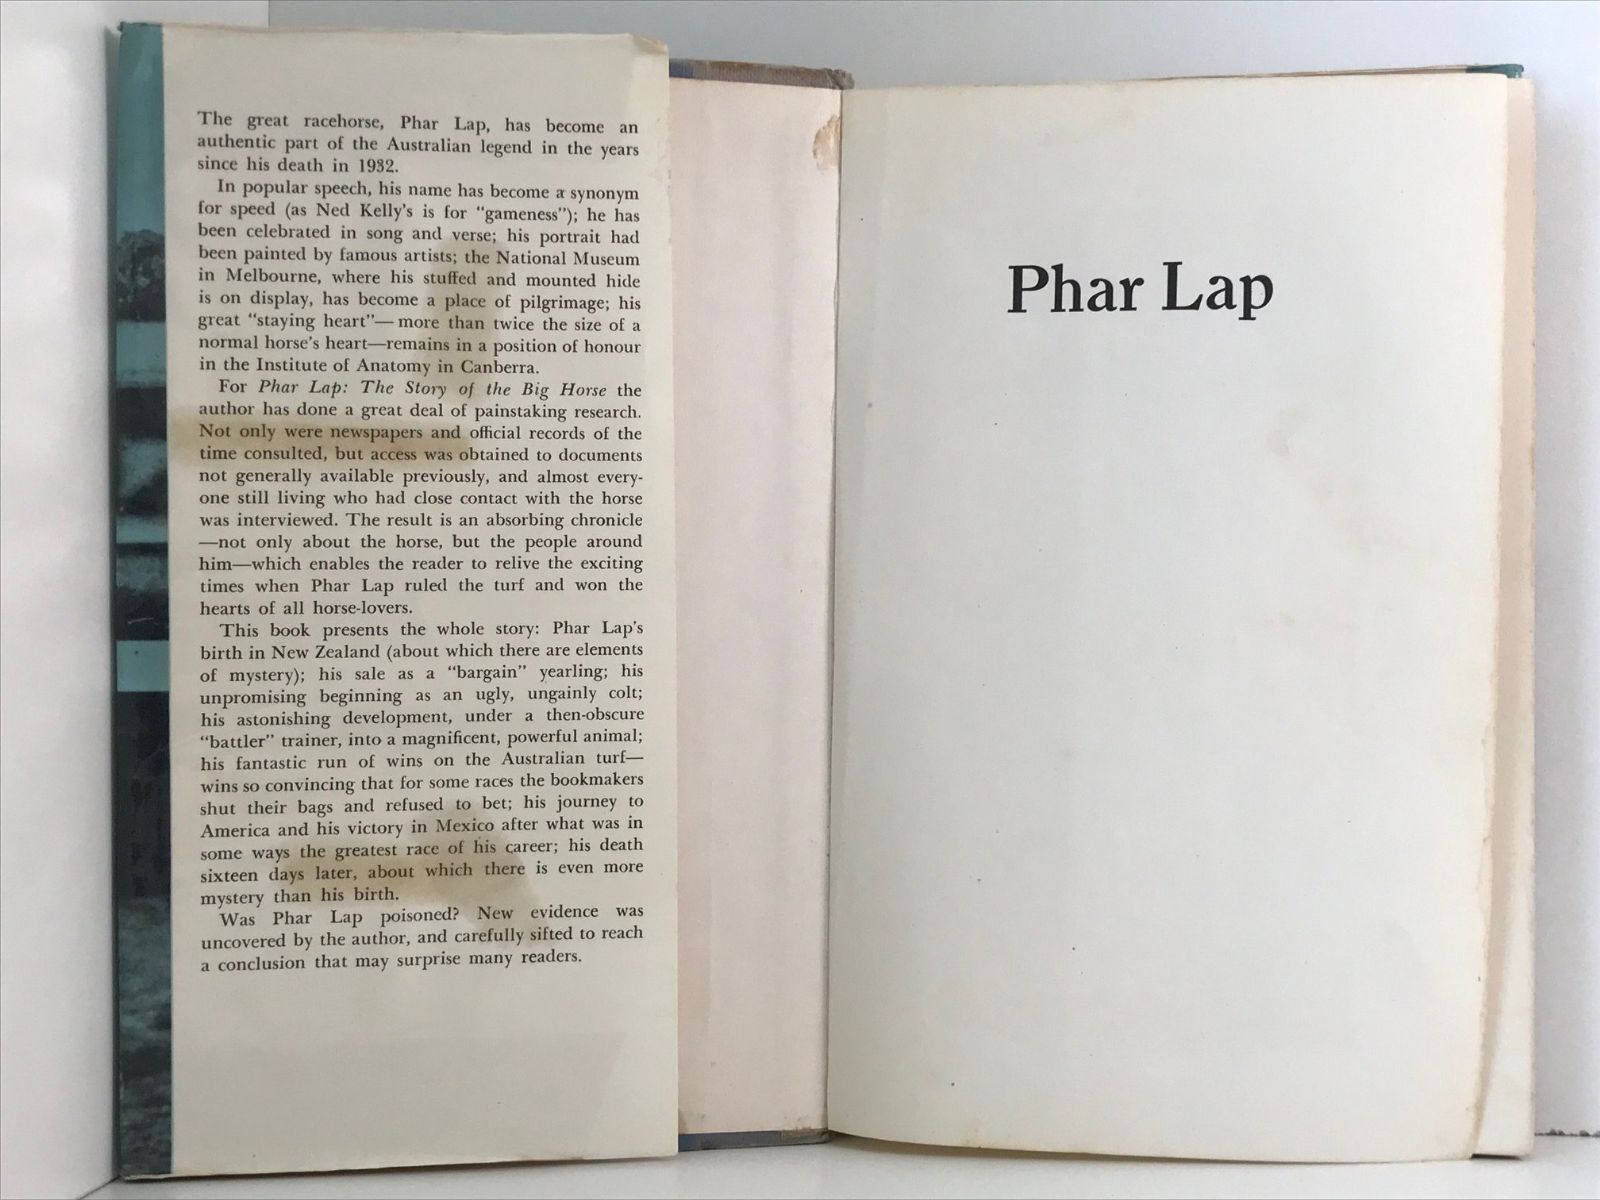 The great racehorse, Phar Lap, has become an
authentic part of the Australian legend in the years
since his death in 1932.
In popular speech, his name has become a synonym
for speed (as Ned Kelly's is for "gameness"); he has
been celebrated in song and verse; his portrait had
been painted by famous artists; the National Museum
in Melbourne, where his stuffed and mounted hide
is on display, has become a place of pilgrimage; his
great "staying heart"—more than twice the size of a
normal horse's heart—remains in a position of honour
in the Institute of Anatomy in Canberra.
For Phar Lap: The Story of the Big Horse the
author has done a great deal of painstaking research.
Not only were newspapers and official records of the
time consulted, but access was obtained to documents
not generally available previously, and almost every-
one still living who had close contact with the horse
was interviewed. The result is an absorbing chronicle
—not only about the horse, but the people around
him—which enables the reader to relive the exciting
times when Phar Lap ruled the turf and won the
hearts of all horse-lovers.
This book presents the whole story: Phar Lap's
birth in New Zealand (about which there are elements
of mystery); his sale as a "bargain" yearling; his
unpromising beginning as an ugly, ungainly colt;
his astonishing development, under a then-obscure
"battler" trainer, into a magnificent, powerful animal;
his fantastic run of wins on the Australian turf—
wins so convincing that for some races the bookmakers
shut their bags and refused to bet; his journey to
America and his victory in Mexico after what was in
some ways the greatest race of his career; his death
sixteen days later, about which there is even more
mystery than his birth.
Was Phar Lap poisoned? New evidence was
uncovered by the author, and carefully sifted to reach
a conclusion that may surprise many readers.
Phar Lap